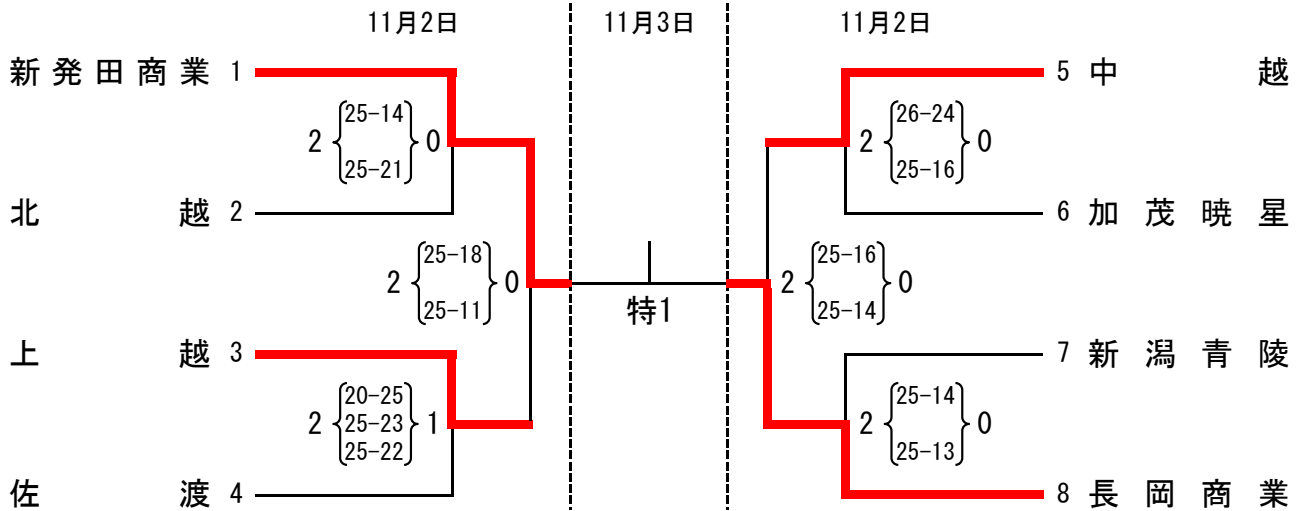 11月2日 11月3日 11月2日
新発田商業 1
5 中越
2 25-14 0
25-21
2 26-24 0
25-16
北越 2
6 加茂暁星
2 25-18 0
25-11
特1
2 25-16 0
25-14
上越 3
7 新潟青陵
2 20-25 1
25-23
25-22
2 25-14 0
25-13
佐渡 4
8 長岡商業